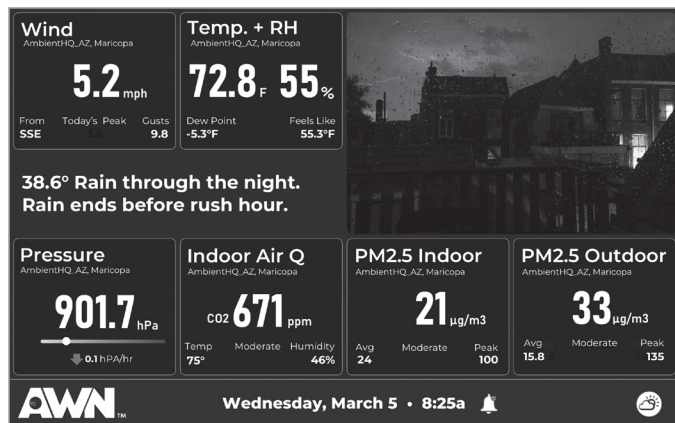 Wind
AmbientHQ_AZ, Maricopa
5.2 mph
From Today's Peak Gusts
SSE 3.6 9.8
Temp. + RH
AmbientHQ_AZ, Maricopa
72.8 F 55%
Dew Point Feels Like
-5.3°F 55.3°F
38.6° Rain through the night.
Rain ends before rush hour.
Pressure
AmbientHQ_AZ, Maricopa
901.7 hPa
0.1 hPA/hr
Indoor Air Q
AmbientHQ_AZ, Maricopa
CO2 671 ppm
Temp Moderate Humidity
75° 46%
PM2.5 Indoor
AmbientHQ_AZ, Maricopa
21 µg/m3
Avg Moderate Peak
24 100
PM2.5 Outdoor
AmbientHQ_AZ, Maricopa
33 µg/m3
Avg Moderate Peak
15.8 135
AWN™
Wednesday, March 5 • 8:25a